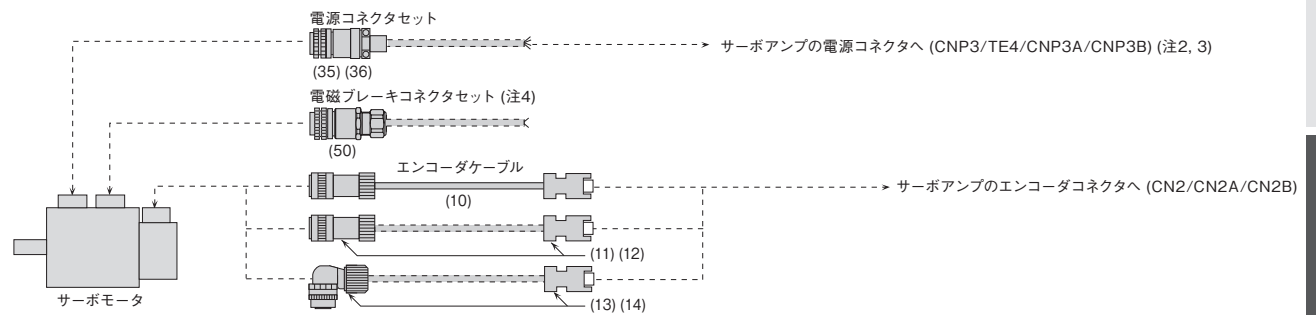 電源コネクタセット
サーボアンプの電源コネクタへ (CNP3/TE4/CNP3A/CNP3B) (注2, 3)
(35) (36)
電磁ブレーキコネクタセット (注4)
(50)
エンコーダケーブル
サーボアンプのエンコーダコネクタへ (CN2/CN2A/CN2B)
(10)
(11) (12)
(13) (14)
サーボモータ